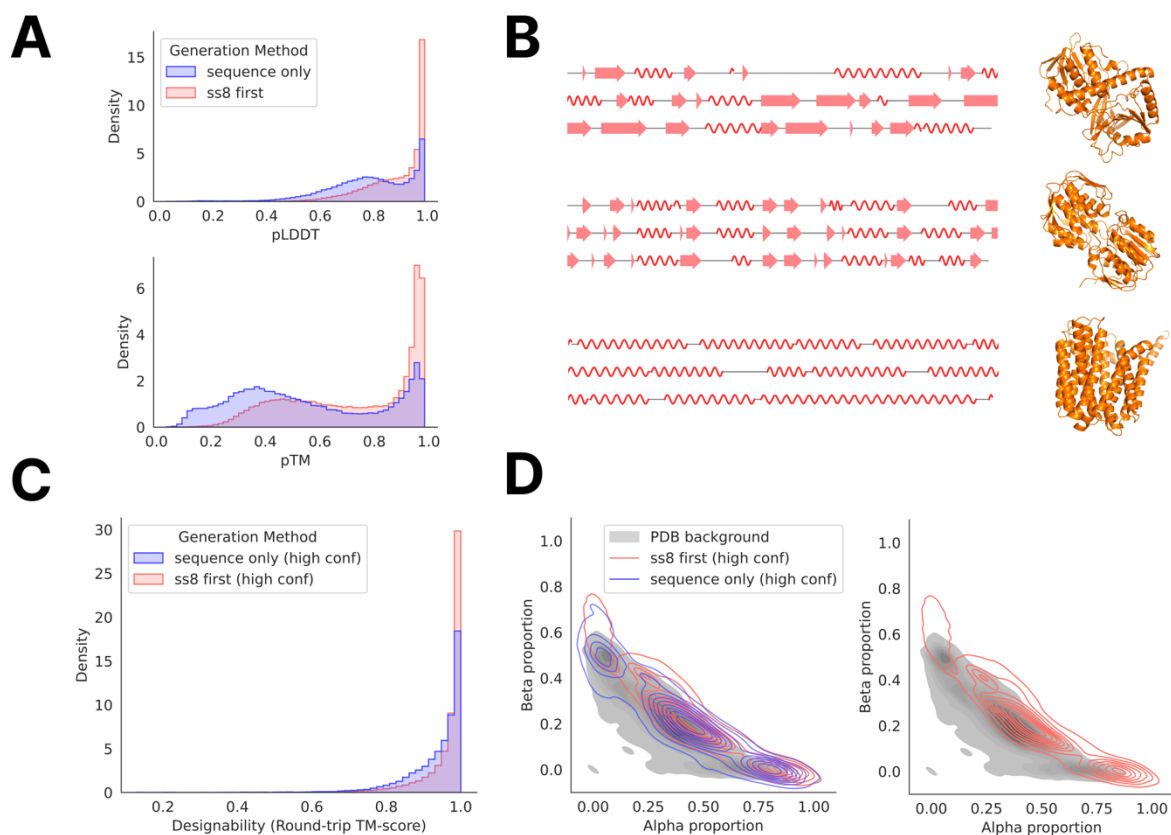 A
Generation Method
sequence only
ss8 first
Density
15
10
5
0
0.0 0.2 0.4 0.6 0.8 1.0
pLDDT
Density
6
4
2
0
0.0 0.2 0.4 0.6 0.8 1.0
pTM
B
C
Generation Method
sequence only (high conf)
ss8 first (high conf)
Density
30
25
20
15
10
5
0
0.2 0.4 0.6 0.8 1.0
Designability (Round-trip TM-score)
D
PDB background
ss8 first (high conf)
sequence only (high conf)
Beta proportion
1.0
0.8
0.6
0.4
0.2
0.0
0.00 0.25 0.50 0.75 1.00
Alpha proportion
Beta proportion
1.0
0.8
0.6
0.4
0.2
0.0
0.00 0.25 0.50 0.75 1.00
Alpha proportion